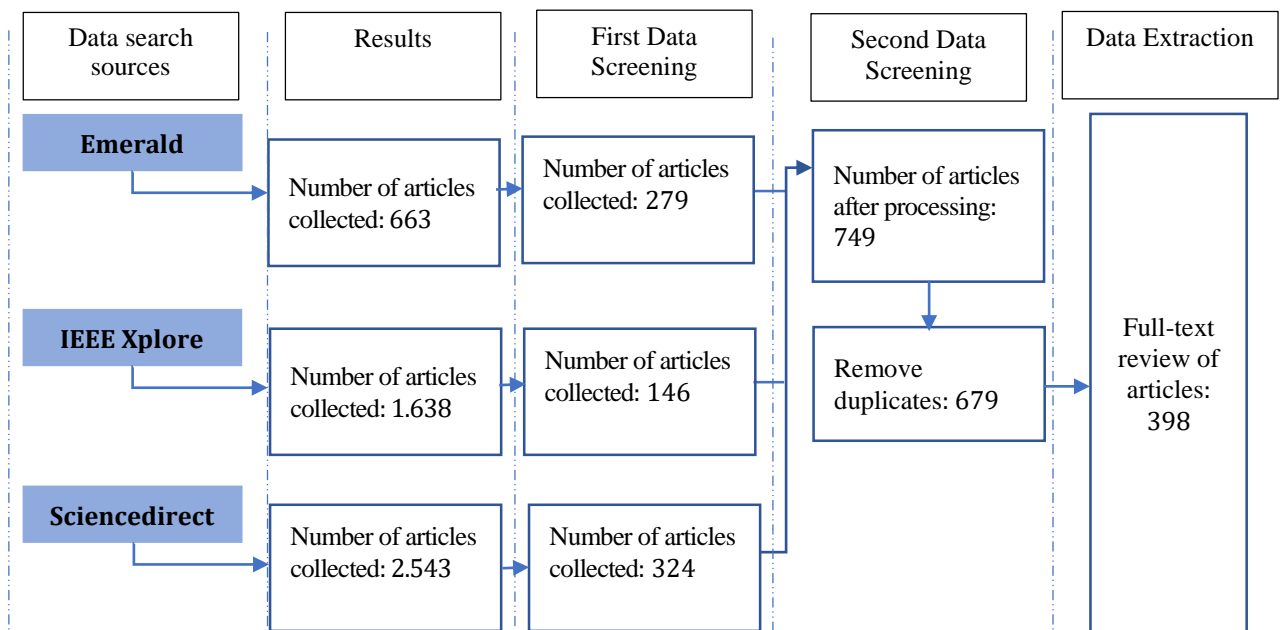 Data search
sources
Results
First Data
Screening
Second Data
Screening
Data Extraction
Emerald
Number of articles
collected: 663
Number of articles
collected: 279
Number of articles
after processing:
749
IEEE Xplore
Number of articles
collected: 1.638
Number of articles
collected: 146
Remove
duplicates: 679
Full-text
review of
articles:
398
Sciencedirect
Number of articles
collected: 2.543
Number of articles
collected: 324